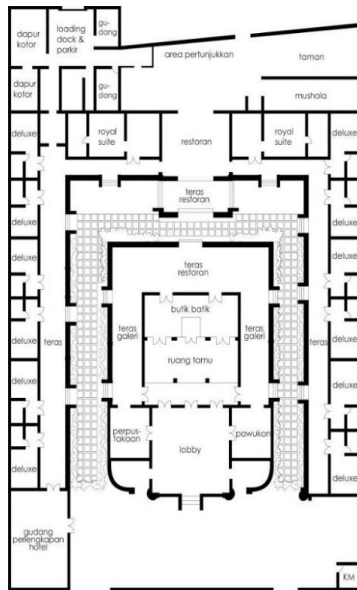 dapur
kotor
loading
dock &
parkir
gu-
dang
area pertunjukkan
taman
dapur
kotor
gu-
dang
mushola
deluxe
royal
suite
restoran
royal
suite
deluxe
deluxe
teras
restoran
deluxe
deluxe
deluxe
teras
restoran
deluxe
deluxe
butik batik
teras
galeri
teras
galeri
teras
ruang tamu
teras
deluxe
deluxe
deluxe
perpus-
takaan
lobby
pawukon
deluxe
deluxe
deluxe
gudang
perlengkapan
hotel
KM